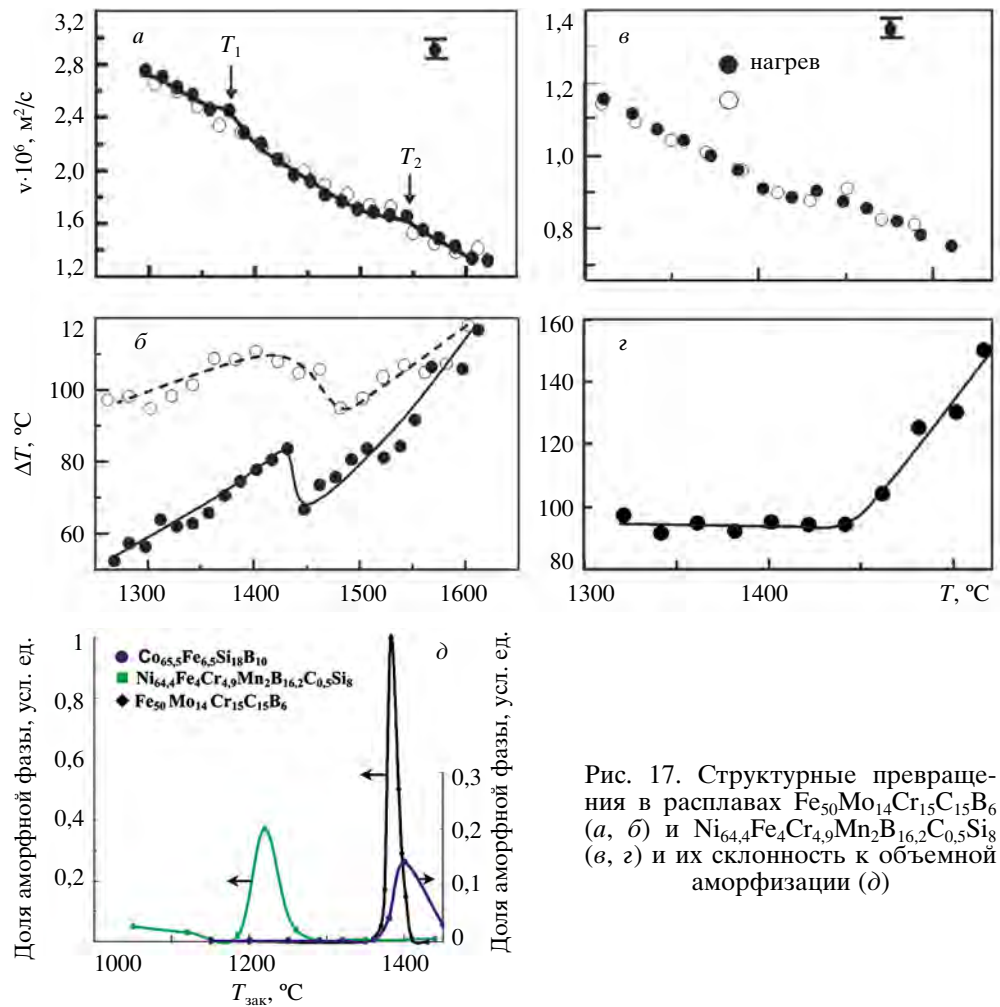 3,2
2,8
2,4
2,0
1,6
1,2
ν·10⁶, м²/с
а
T₁
T₂
1,4
1,2
1,0
0,8
в
нагрев
12
100
80
60
ΔT, ºC
б
1300
1400
1500
1600
160
140
120
100
80
г
1300
1400
T, ºC
Доля аморфной фазы, усл. ед.
1
0,8
0,6
0,4
0,2
Co₆₅,₅Fe₆,₅Si₁₈B₁₀
Ni₆₄,₄Fe₄Cr₄,₉Mn₂B₁₆,₂C₀,₅Si₈
Fe₅₀Mo₁₄Cr₁₅C₁₅B₆
д
0,3
0,2
0,1
0
Доля аморфной фазы, усл. ед.
1000
1200
1400
Tзак, ºC
Рис. 17. Структурные превраще-
ния в расплавах Fe₅₀Mo₁₄Cr₁₅C₁₅B₆
(а, б) и Ni₆₄,₄Fe₄Cr₄,₉Mn₂B₁₆,₂C₀,₅Si₈
(в, г) и их склонность к объемной
аморфизации (д)